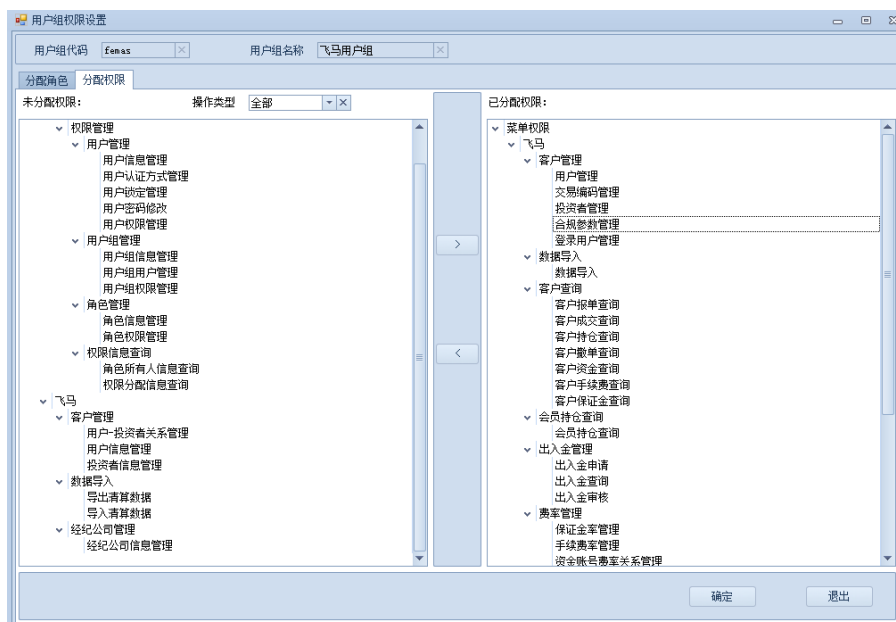 用户组权限设置
用户组代码 femas 用户组名称 飞马用户组
分配角色 分配权限
未分配权限: 操作类型 全部
权限管理
用户管理
用户信息管理
用户认证方式管理
用户锁定管理
用户密码修改
用户权限管理
用户组管理
用户组信息管理
用户组用户管理
用户组权限管理
角色管理
角色信息管理
角色权限管理
权限信息查询
角色所有人信息查询
权限分配信息查询
飞马
客户管理
用户-投资者关系管理
用户信息管理
投资者信息管理
数据导入
导出清算数据
导入清算数据
经纪公司管理
经纪公司信息管理
>
<
已分配权限:
菜单权限
飞马
客户管理
用户管理
交易编码管理
投资者管理
合规参数管理
登录用户管理
数据导入
数据导入
客户查询
客户报单查询
客户成交查询
客户持仓查询
客户撤单查询
客户资金查询
客户手续费查询
客户保证金查询
会员持仓查询
会员持仓查询
出入金管理
出入金申请
出入金查询
出入金审核
费率管理
保证金率管理
手续费率管理
资金账号费率关系管理
确定 退出